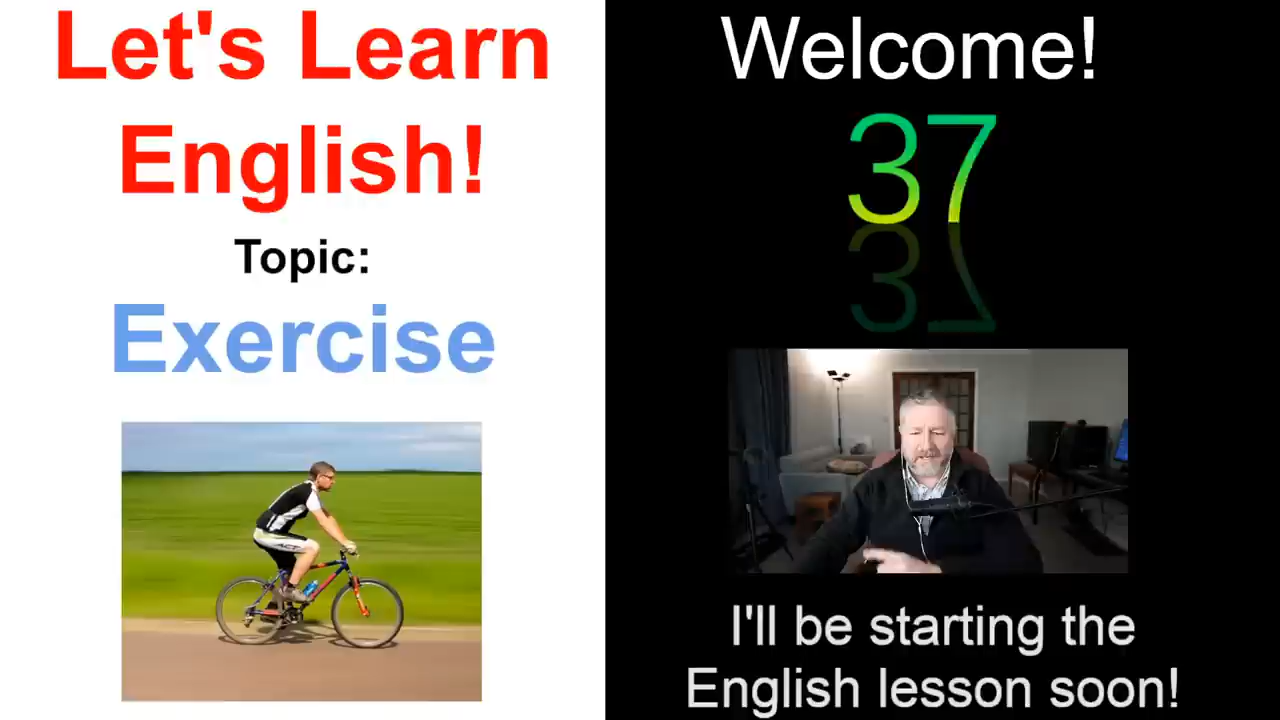 Let's Learn
English!
Topic:
Exercise
Welcome!
37
I'll be starting the
English lesson soon!